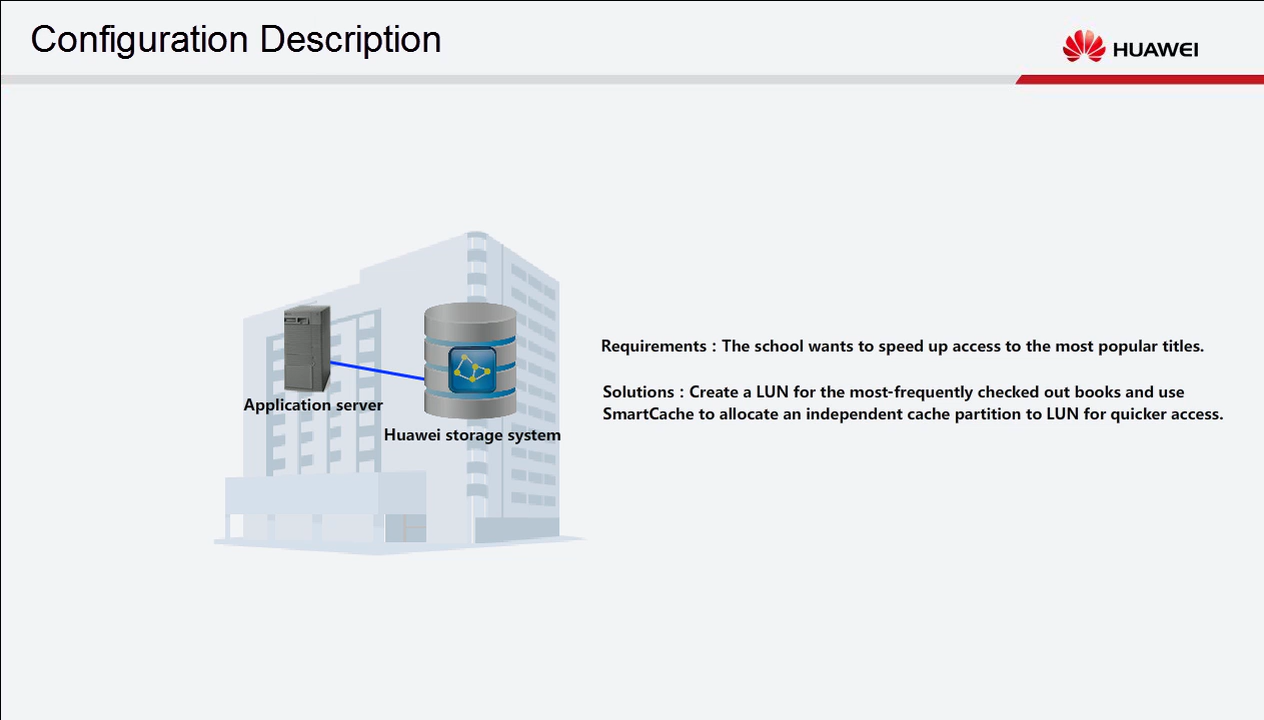 Configuration Description
HUAWEI
Requirements : The school wants to speed up access to the most popular titles.
Solutions : Create a LUN for the most-frequently checked out books and use
SmartCache to allocate an independent cache partition to LUN for quicker access.
Application server
Huawei storage system